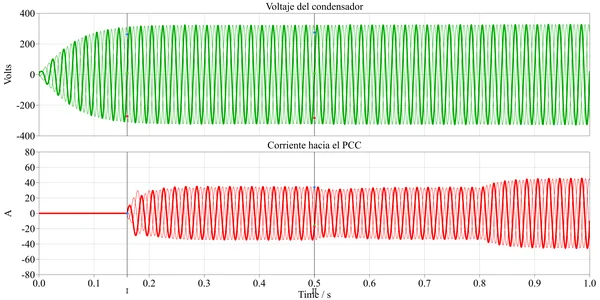 Voltaje del condensador
400
200
0
-200
-400
Volts
Corriente hacia el PCC
80
60
40
20
0
-20
-40
-60
-80
A
0.0 0.1 0.2 0.3 0.4 0.5 0.6 0.7 0.8 0.9 1.0
I II
Time / s